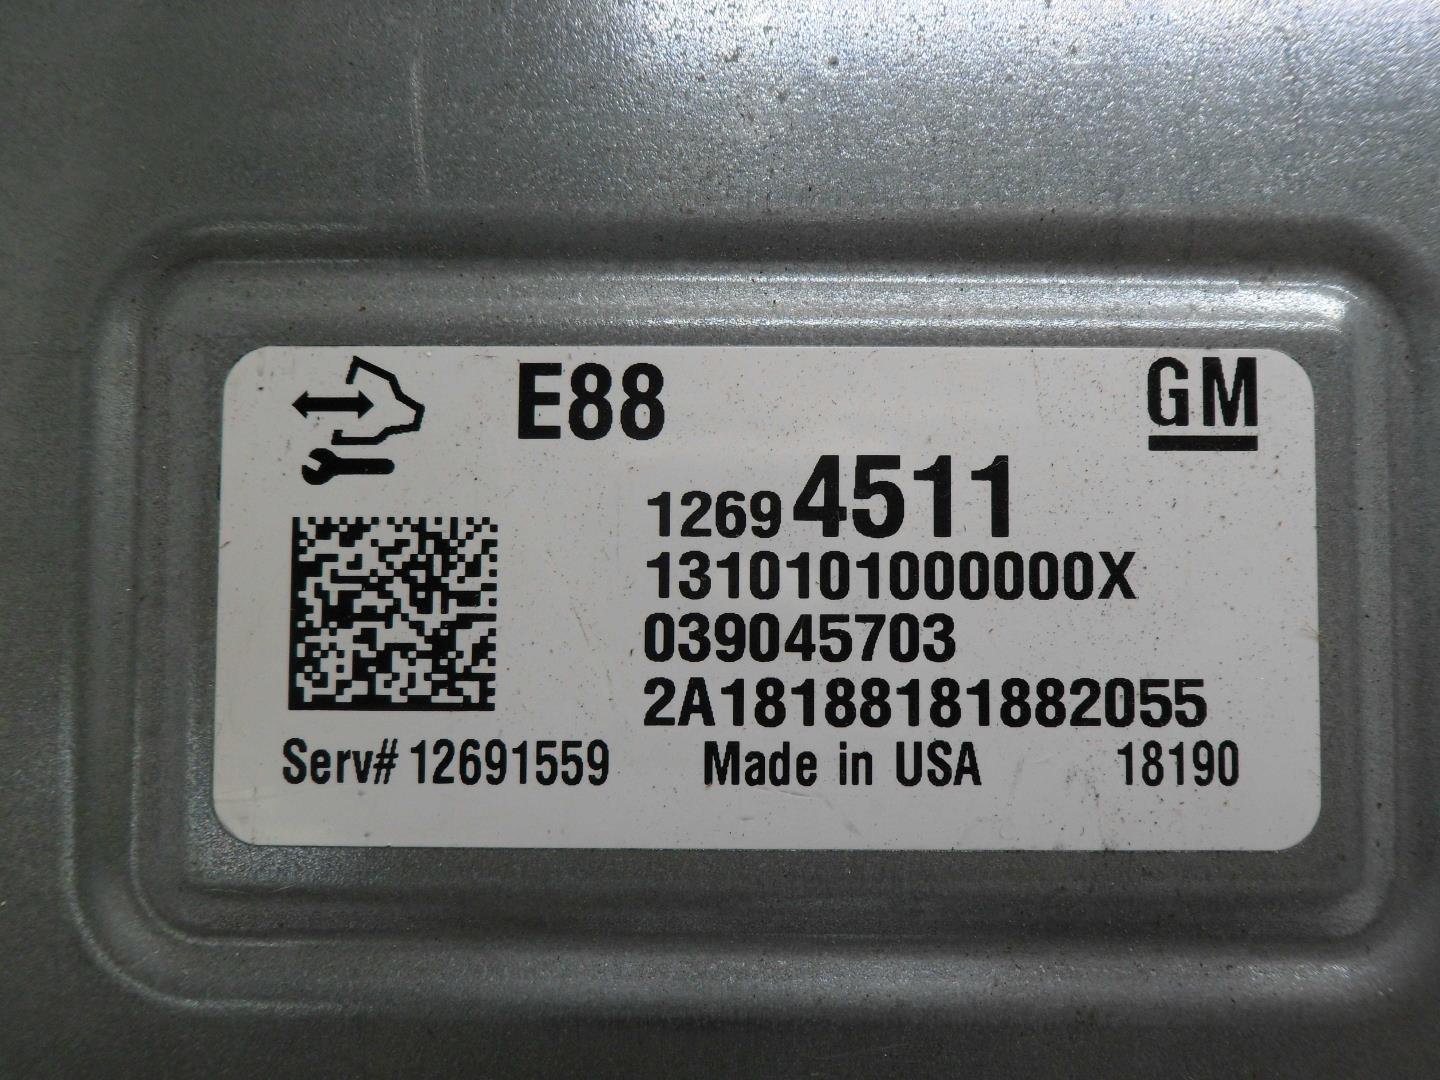 E88
GM
12694511
1310101000000X
039045703
2A18188181882055
Serv# 12691559 Made in USA 18190